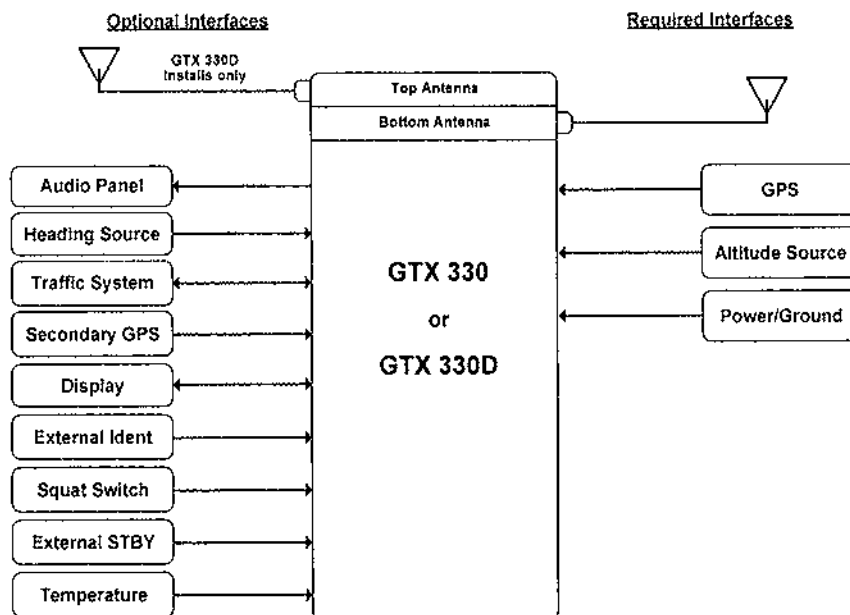 Optional Interfaces
Required Interfaces
GTX 330D
Installs only
Top Antenna
Bottom Antenna
Audio Panel
Heading Source
Traffic System
Secondary GPS
Display
External Ident
Squat Switch
External STBY
Temperature
GTX 330
or
GTX 330D
GPS
Altitude Source
Power/Ground